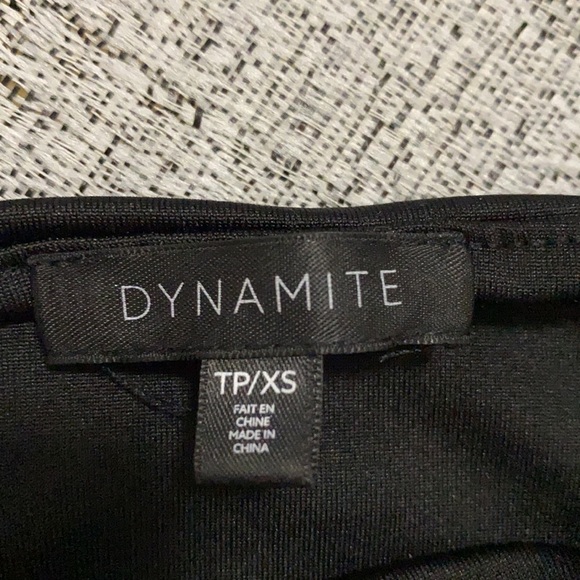 DYNAMITE
TP/XS
FAIT EN
CHINE
MADE IN
CHINA